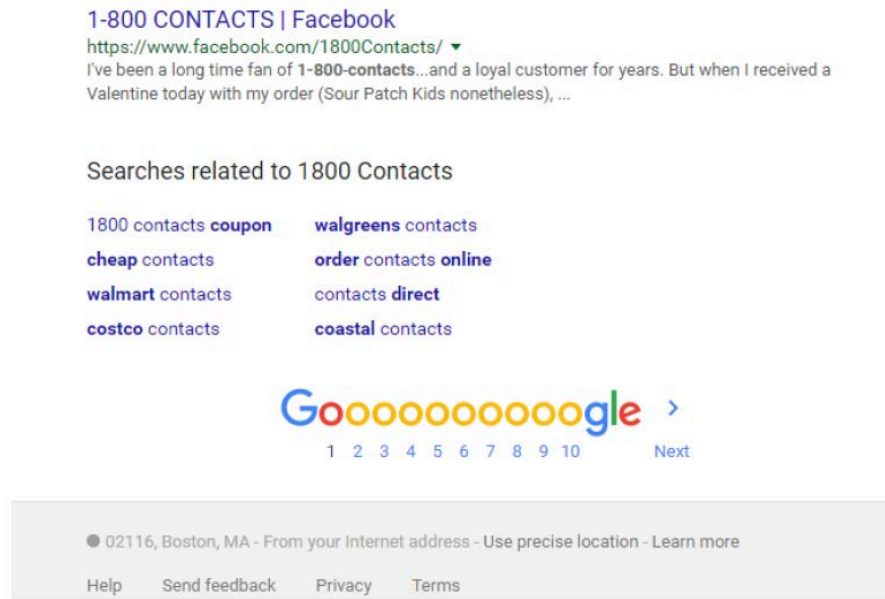 1-800 CONTACTS | Facebook
https://www.facebook.com/1800Contacts/
I've been a long time fan of 1-800-contacts...and a loyal customer for years. But when I received a
Valentine today with my order (Sour Patch Kids nonetheless), ...
Searches related to 1800 Contacts
1800 contacts coupon walgreens contacts
cheap contacts order contacts online
walmart contacts contacts direct
costco contacts coastal contacts
Goooooooooogle >
1 2 3 4 5 6 7 8 9 10 Next
02116, Boston, MA - From your Internet address - Use precise location - Learn more
Help Send feedback Privacy Terms